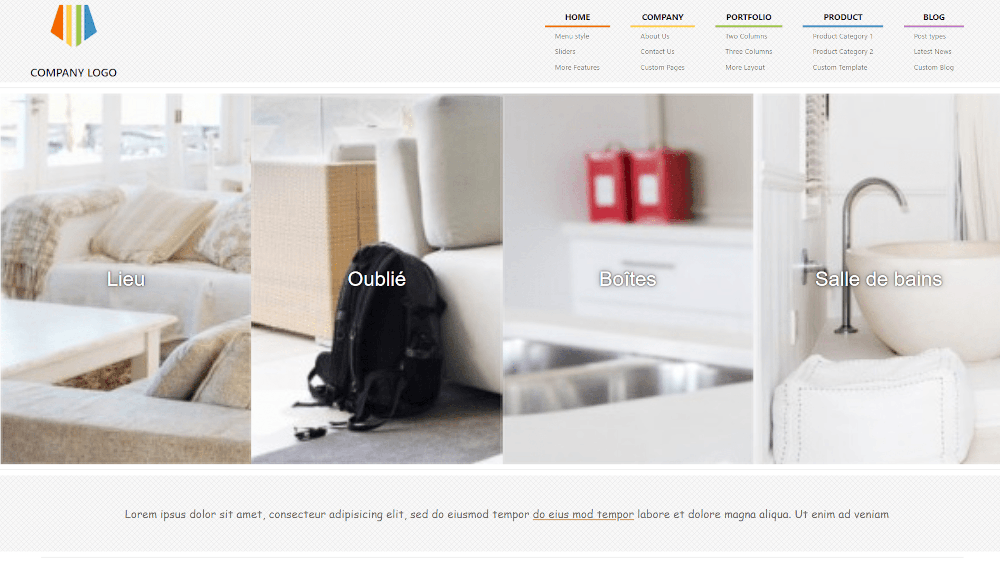 COMPANY LOGO
HOME COMPANY PORTFOLIO PRODUCT BLOG
Menu style About Us Two Columns Product Category 1 Post types
Sliders Contact Us Three Columns Product Category 2 Latest News
More Features Custom Pages More Layout Custom Template Custom Blog
Lieu Oublié Boîtes Salle de bains
Lorem ipsus dolor sit amet, consecteur adipisicing elit, sed do eiusmod tempor do eius mod tempor labore et dolore magna aliqua. Ut enim ad veniam